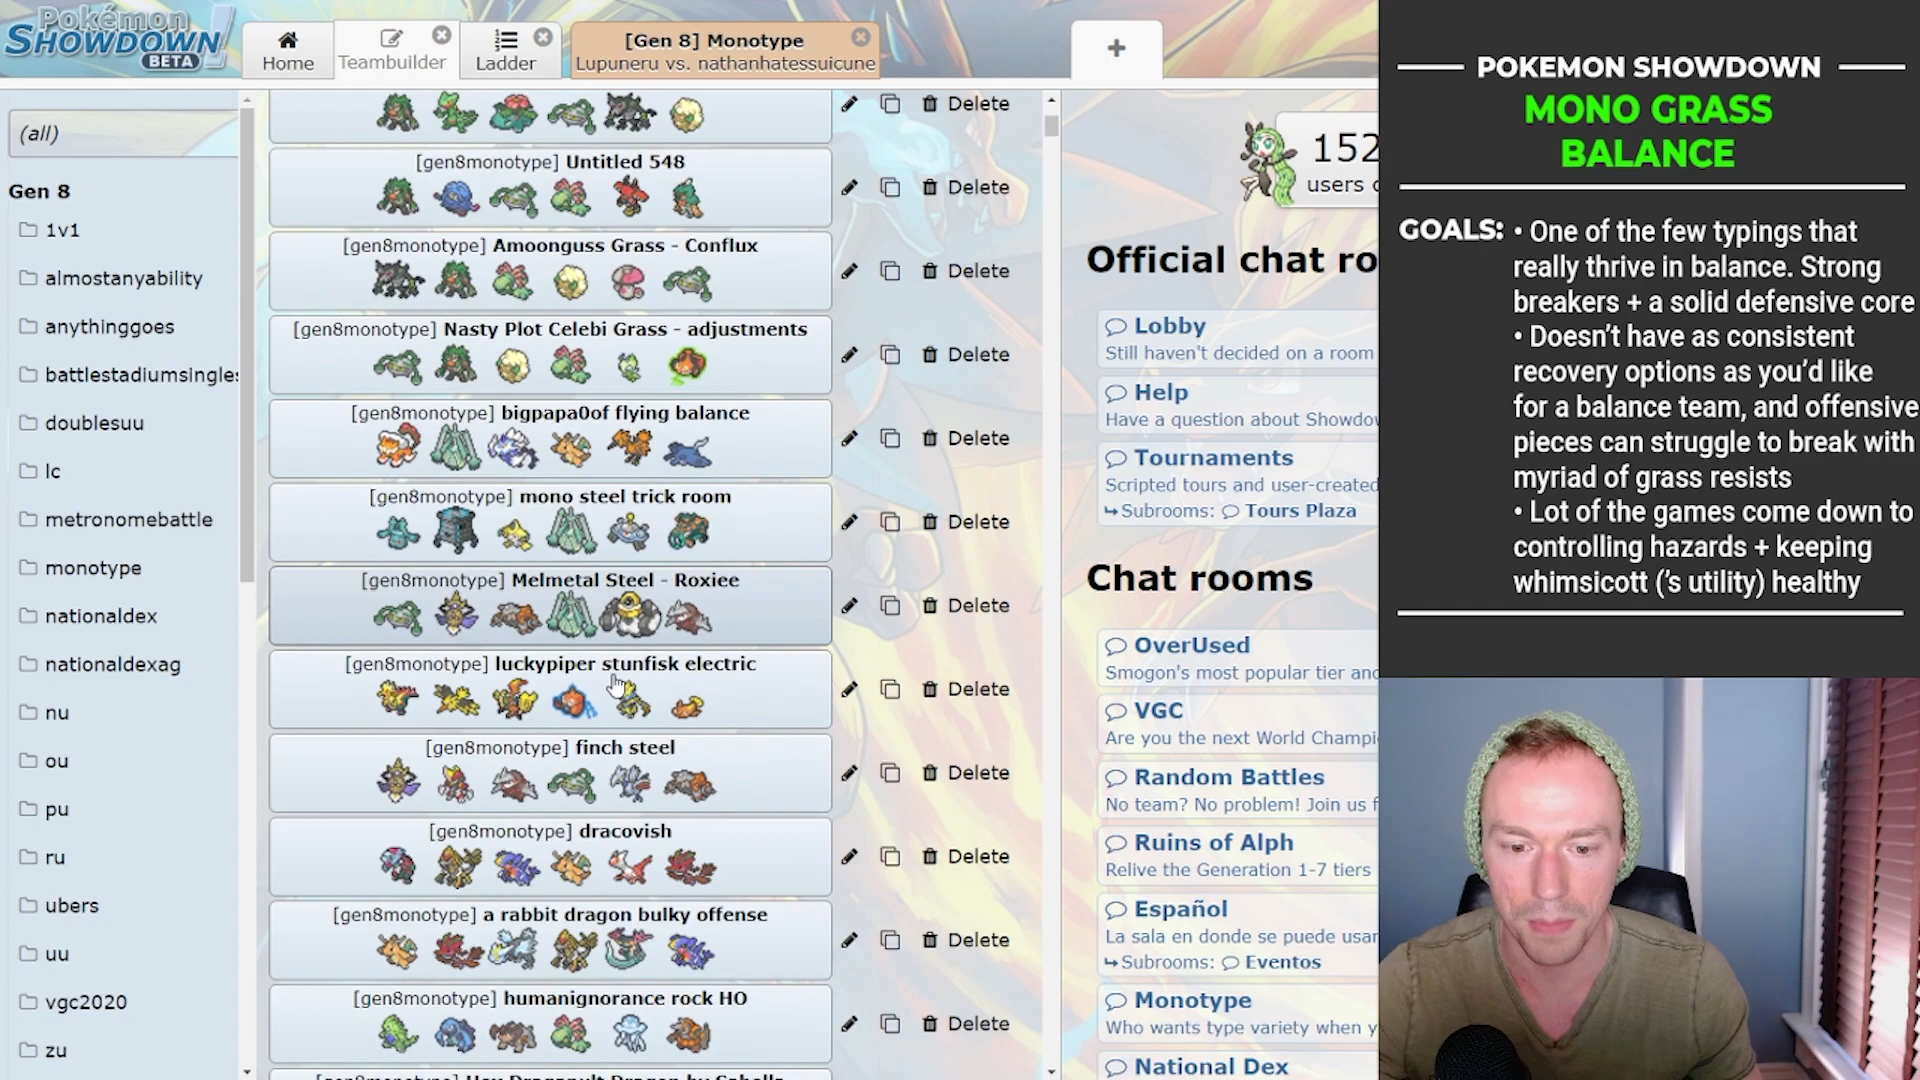 Pokémon
SHOWDOWN!
BETA
Home
Teambuilder
Ladder
[Gen 8] Monotype
Lupuneru vs. nathanhatessuicune
+
(all)
Gen 8
1v1
almostanyability
anythinggoes
battlestadiumsingles
doublesuu
lc
metronomebattle
monotype
nationaldex
nationaldexag
nu
ou
pu
ru
ubers
uu
vgc2020
zu
Delete
[gen8monotype] Untitled 548
Delete
[gen8monotype] Amoonguss Grass - Conflux
Delete
[gen8monotype] Nasty Plot Celebi Grass - adjustments
Delete
[gen8monotype] bigpapa0of flying balance
Delete
[gen8monotype] mono steel trick room
Delete
[gen8monotype] Melmetal Steel - Roxiee
Delete
[gen8monotype] luckypiper stunfisk electric
Delete
[gen8monotype] finch steel
Delete
[gen8monotype] dracovish
Delete
[gen8monotype] a rabbit dragon bulky offense
Delete
[gen8monotype] humanignorance rock HO
Delete
152
users
Official chat ro
Lobby
Still haven't decided on a room
Help
Have a question about Showdo
Tournaments
Scripted tours and user-created
↪Subrooms: Tours Plaza
Chat rooms
OverUsed
Smogon's most popular tier and
VGC
Are you the next World Champi
Random Battles
No team? No problem! Join us f
Ruins of Alph
Relive the Generation 1-7 tiers
Español
La sala en donde se puede usar
↪Subrooms: Eventos
Monotype
Who wants type variety when y
National Dex
POKEMON SHOWDOWN
MONO GRASS
BALANCE
GOALS: • One of the few typings that
really thrive in balance. Strong
breakers + a solid defensive core
• Doesn't have as consistent
recovery options as you'd like
for a balance team, and offensive
pieces can struggle to break with
myriad of grass resists
• Lot of the games come down to
controlling hazards + keeping
whimsicott ('s utility) healthy